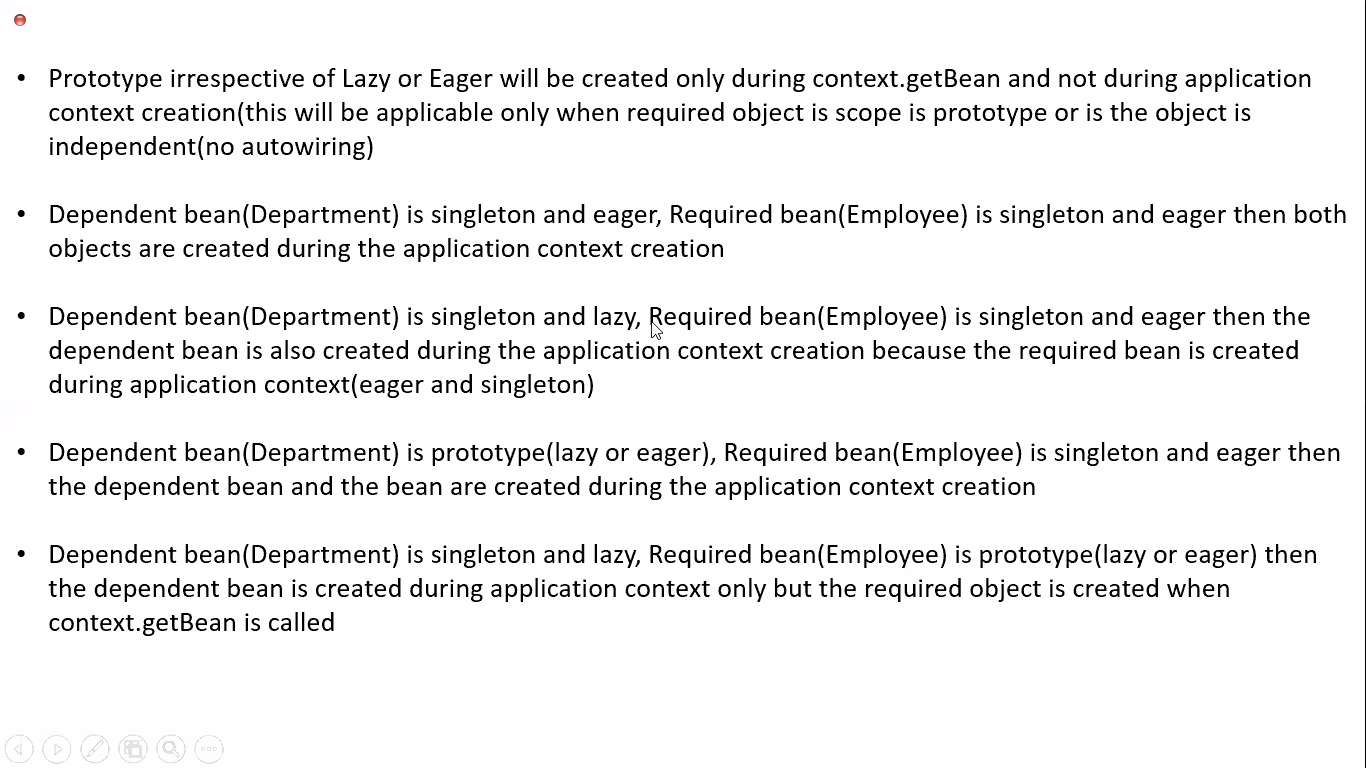 • Prototype irrespective of Lazy or Eager will be created only during context.getBean and not during application
context creation(this will be applicable only when required object is scope is prototype or is the object is
independent(no autowiring)
• Dependent bean(Department) is singleton and eager, Required bean(Employee) is singleton and eager then both
objects are created during the application context creation
• Dependent bean(Department) is singleton and lazy, Required bean(Employee) is singleton and eager then the
dependent bean is also created during the application context creation because the required bean is created
during application context(eager and singleton)
• Dependent bean(Department) is prototype(lazy or eager), Required bean(Employee) is singleton and eager then
the dependent bean and the bean are created during the application context creation
• Dependent bean(Department) is singleton and lazy, Required bean(Employee) is prototype(lazy or eager) then
the dependent bean is created during application context only but the required object is created when
context.getBean is called